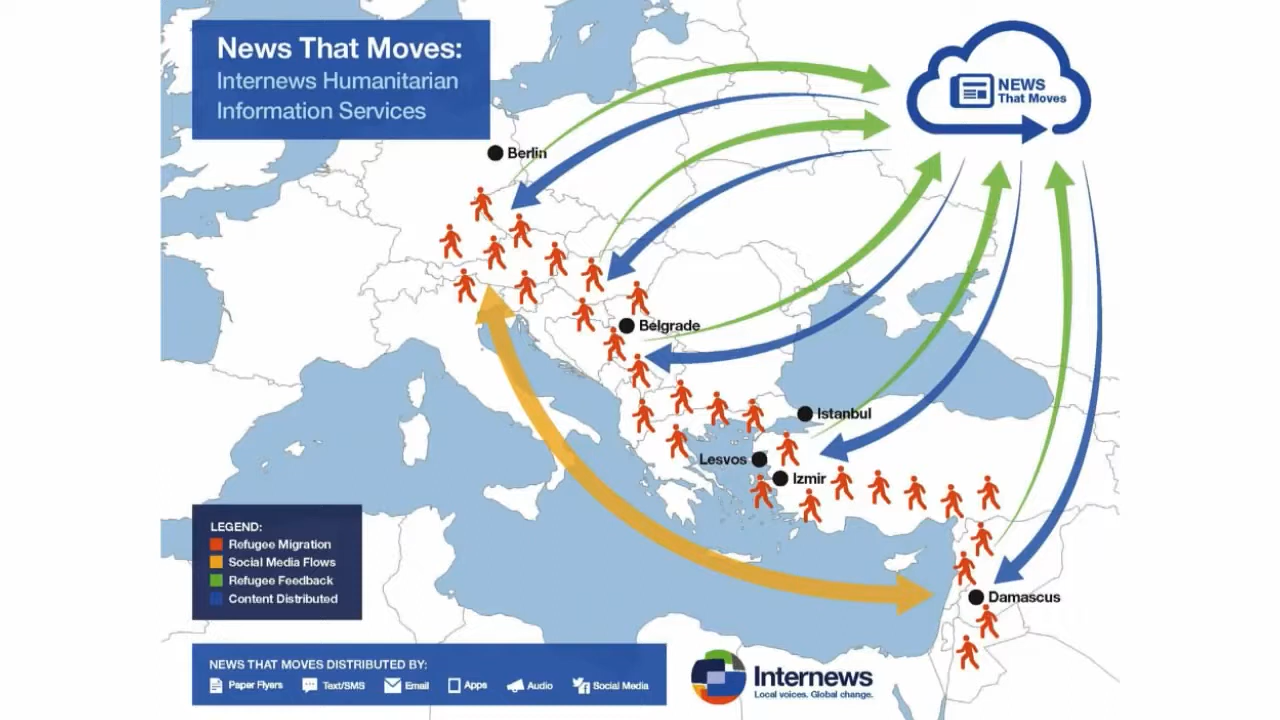 News That Moves:
Internews Humanitarian
Information Services
NEWS
That Moves
Berlin
Belgrade
Istanbul
Lesvos
Izmir
Damascus
LEGEND:
Refugee Migration
Social Media Flows
Refugee Feedback
Content Distributed
NEWS THAT MOVES DISTRIBUTED BY:
Paper Flyers Text/SMS Email Apps Audio Social Media
Internews
Local voices. Global change.